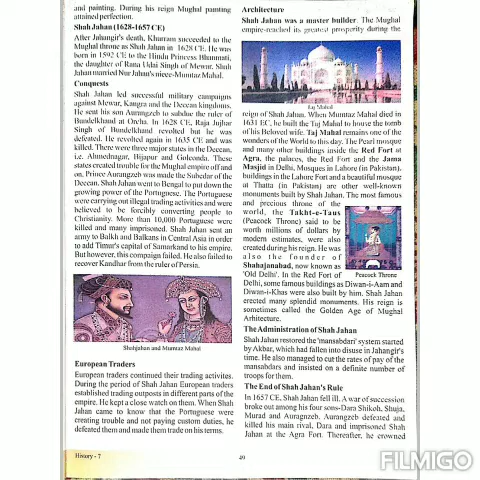 and painting. During his reign Mughal painting
attained perfection.
Shah Jahan (1628-1657 CE)
After Jahangir's death, Khurram succeeded to the
Mughal throne as Shah Jahan in 1628 CE. He was
born in 1592 CE to the Hindu Princess Bhanmati,
the daughter of Rana Udai Singh of Mewar. Shah
Jahan married Nur Jahan's niece-Mumtaz Mahal.
Conquests
Shah Jahan led successful military campaigns
against Mewar, Kangra and the Deccan kingdoms.
He sent his son Aurangzeb to subdue the ruler of
Bundelkhand at Orcha. In 1628 CE, Raja Jujhar
Singh of Bundelkhand revolted but he was
defeated. He revolted again in 1635 CE and was
killed. There were three major states in the Deccan,
i.e. Ahmednagar, Bijapur and Golconda. These
states created trouble for the Mughal empire off and
on. Prince Aurangzeb was made the Subedar of the
Deccan. Shah Jahan went to Bengal to put down the
growing power of the Portuguese. The Portuguese
were carrying out illegal trading activities and were
believed to be forcibly converting people to
Christianity. More than 10,000 Portuguese were
killed and many imprisoned. Shah Jahan sent an
army to Balkh and Balkans in Central Asia in order
to add Timur's capital of Samarkand to his empire.
But however, this campaign failed. He also failed to
recover Kandhar from the ruler of Persia.
Shahjahan and Mumtaz Mahal
European Traders
European traders continued their trading activites.
During the period of Shah Jahan European traders
established trading outposts in different parts of the
empire. He kept a close watch on them. When Shah
Jahan came to know that the Portuguese were
creating trouble and not paying custom duties, he
defeated them and made them trade on his terms.
Architecture
Shah Jahan was a master builder. The Mughal
empire-reached its greatest prosperity during the
Taj Mahal
reign of Shah Jahan. When Mumtaz Mahal died in
1631 EC, he built the Taj Mahal to house the tomb
of his Beloved wife. Taj Mahal remains one of the
wonders of the World to this day. The Pearl mosque
and many other buildings inside the Red Fort at
Agra, the palaces, the Red Fort and the Jama
Masjid in Delhi, Mosques in Lahore (in Pakistan),
buildings in the Lahore Fort and a beautiful mosque
at Thatta (in Pakistan) are other well-known
monuments built by Shah Jahan. The most famous
and precious throne of the
world, the Takht-e-Taus
(Peacock Throne) said to be
worth millions of dollars by
modern estimates, were also
created during his reign. He was
also the founder of
Shahajanabad, now known as
'Old Delhi'. In the Red Fort of
Peacock Throne
Delhi, some famous buildings as Diwan-i-Aam and
Diwan-i-Khas were also built by him. Shah Jahan
erected many splendid monuments. His reign is
sometimes called the Golden Age of Mughal
Arhitecture.
The Administration of Shah Jahan
Shah Jahan restored the 'mansabdari' system started
by Akbar, which had fallen into disuse in Jahangir's
time. He also managed to cut the rates of pay of the
mansabdars and insisted on a definite number of
troops for them.
The End of Shah Jahan's Rule
In 1657 CE, Shah Jahan fell ill. A war of succession
broke out among his four sons-Dara Shikoh, Shuja,
Murad and Auranzgeb. Aurangzeb defeated and
killed his main rival, Dara and imprisoned Shah
Jahan at the Agra Fort. Thereafter, he crowned
History - 7
49
FILMIGO